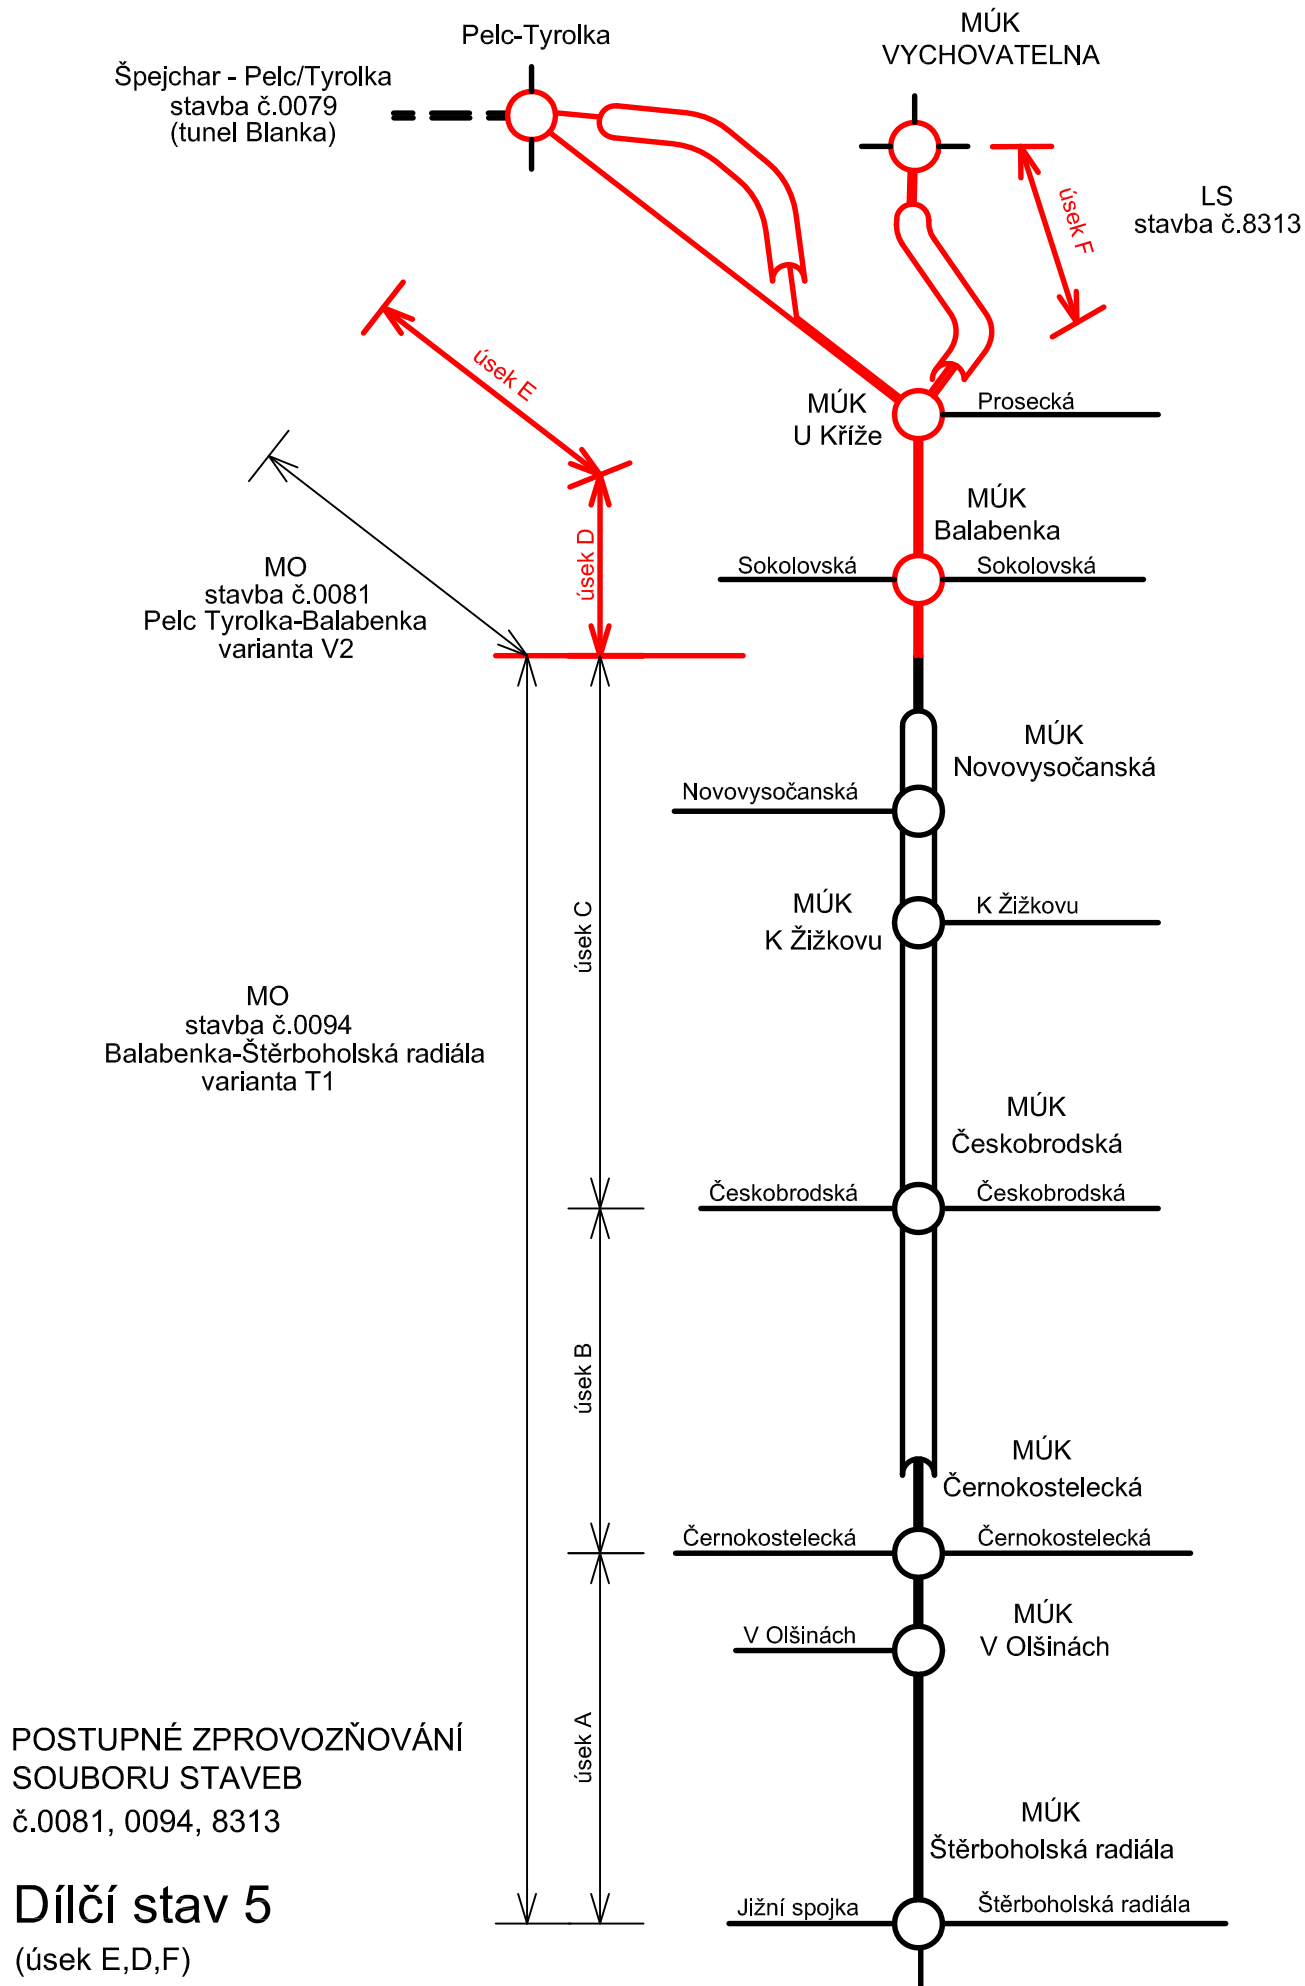 Pelc-Tyrolka
MÚK
VYCHOVATELNA
Špejchar - Pelc/Tyrolka
stavba č.0079
(tunel Blanka)
LS
stavba č.8313
úsek F
úsek E
MÚK
U Kříže
Prosecká
MÚK
Balabenka
Sokolovská
Sokolovská
úsek D
MO
stavba č.0081
Pelc Tyrolka-Balabenka
varianta V2
MÚK
Novovysočanská
Novovysočanská
MÚK
K Žižkovu
K Žižkovu
úsek C
MO
stavba č.0094
Balabenka-Štěrboholská radiála
varianta T1
MÚK
Českobrodská
Českobrodská
Českobrodská
úsek B
MÚK
Černokostelecká
Černokostelecká
Černokostelecká
MÚK
V Olšinách
V Olšinách
úsek A
MÚK
Štěrboholská radiála
Jižní spojka
Štěrboholská radiála
POSTUPNÉ ZPROVOZŇOVÁNÍ
SOUBORU STAVEB
č.0081, 0094, 8313
Dílčí stav 5
(úsek E,D,F)